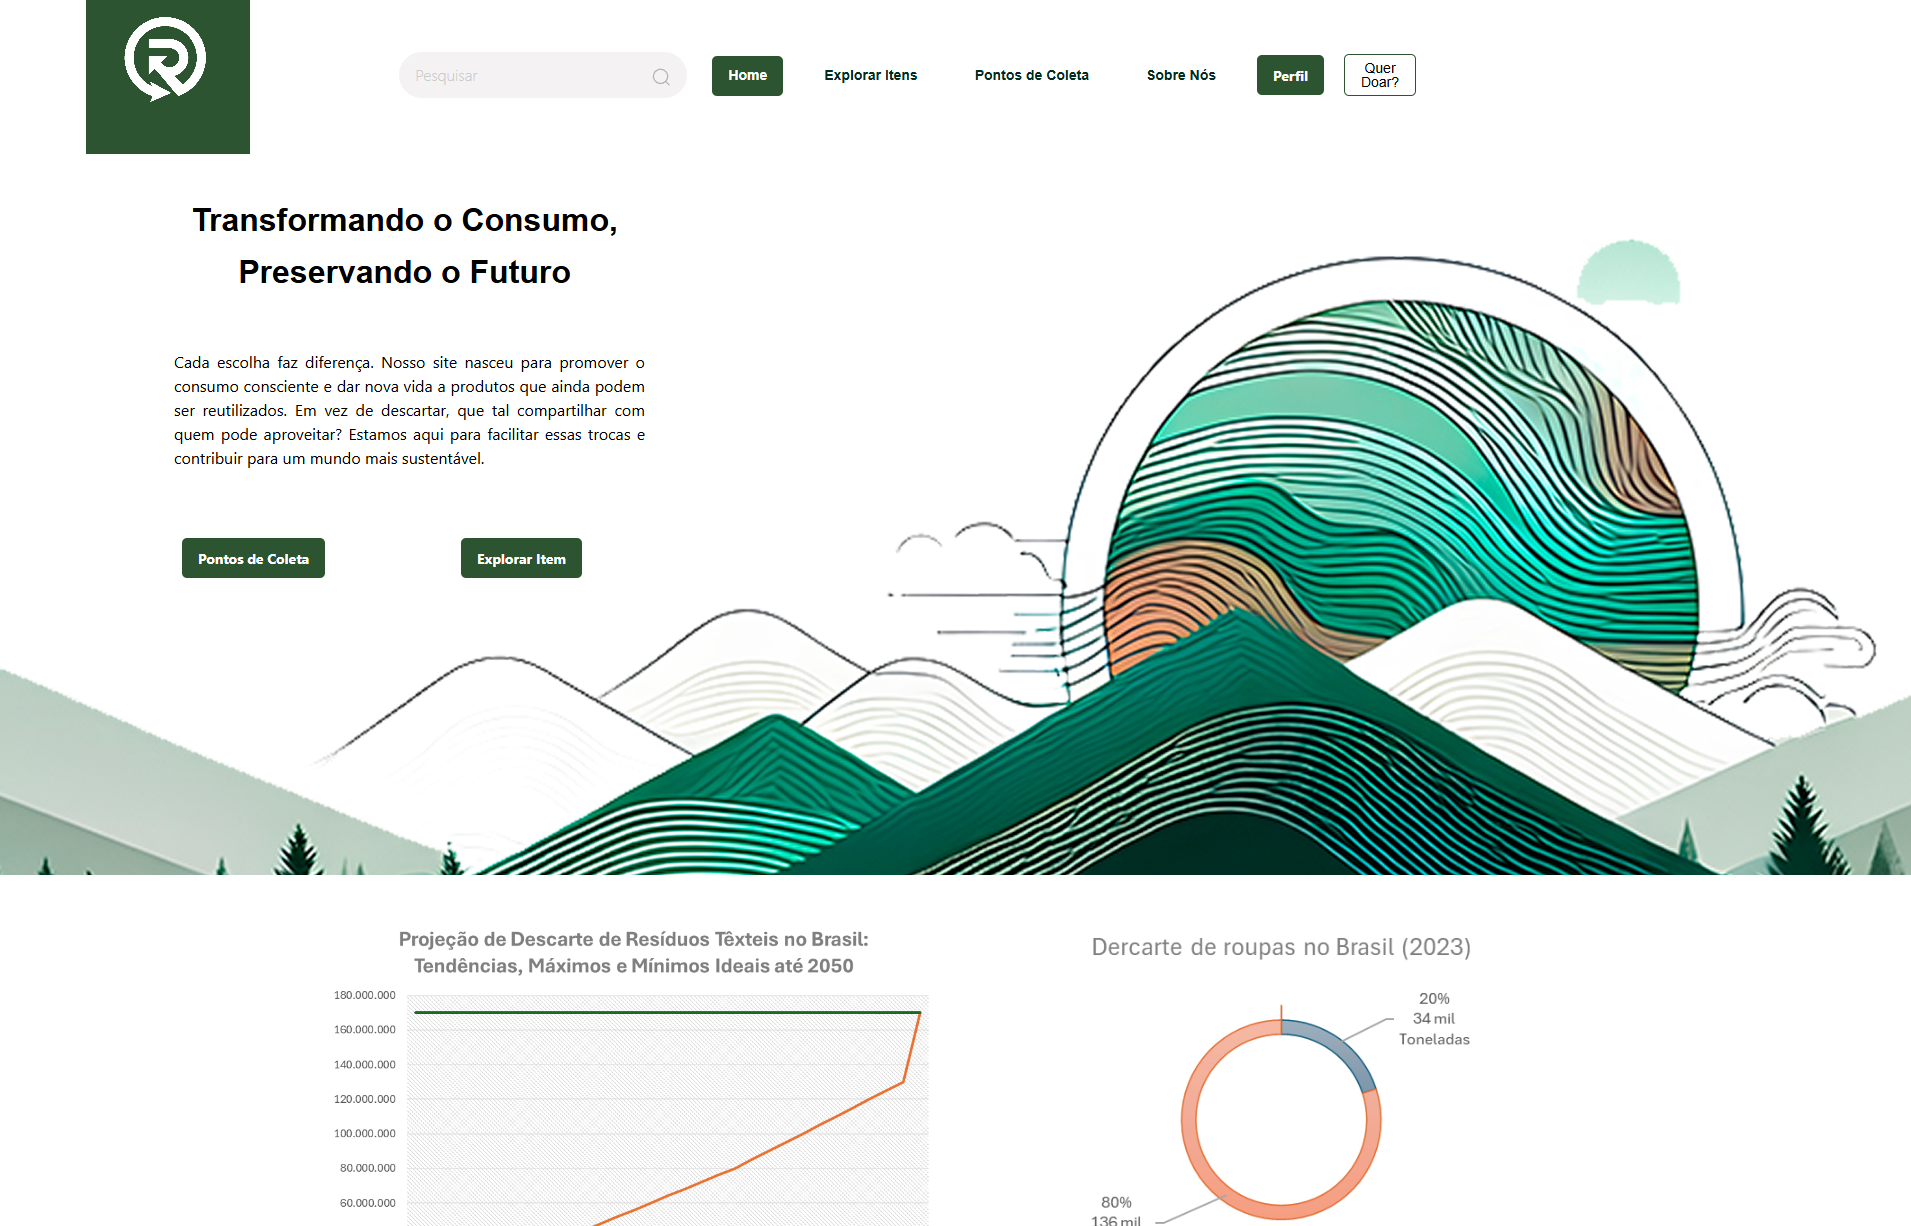 R
Pesquisar
Home
Explorar Itens
Pontos de Coleta
Sobre Nós
Perfil
Quer
Doar?
Transformando o Consumo,
Preservando o Futuro
Cada escolha faz diferença. Nosso site nasceu para promover o
consumo consciente e dar nova vida a produtos que ainda podem
ser reutilizados. Em vez de descartar, que tal compartilhar com
quem pode aproveitar? Estamos aqui para facilitar essas trocas e
contribuir para um mundo mais sustentável.
Pontos de Coleta
Explorar Item
Projeção de Descarte de Resíduos Têxteis no Brasil:
Tendências, Máximos e Mínimos Ideais até 2050
180.000.000
160.000.000
140.000.000
120.000.000
100.000.000
80.000.000
60.000.000
Dercarte de roupas no Brasil (2023)
20%
34 mil
Toneladas
80%
136 mil